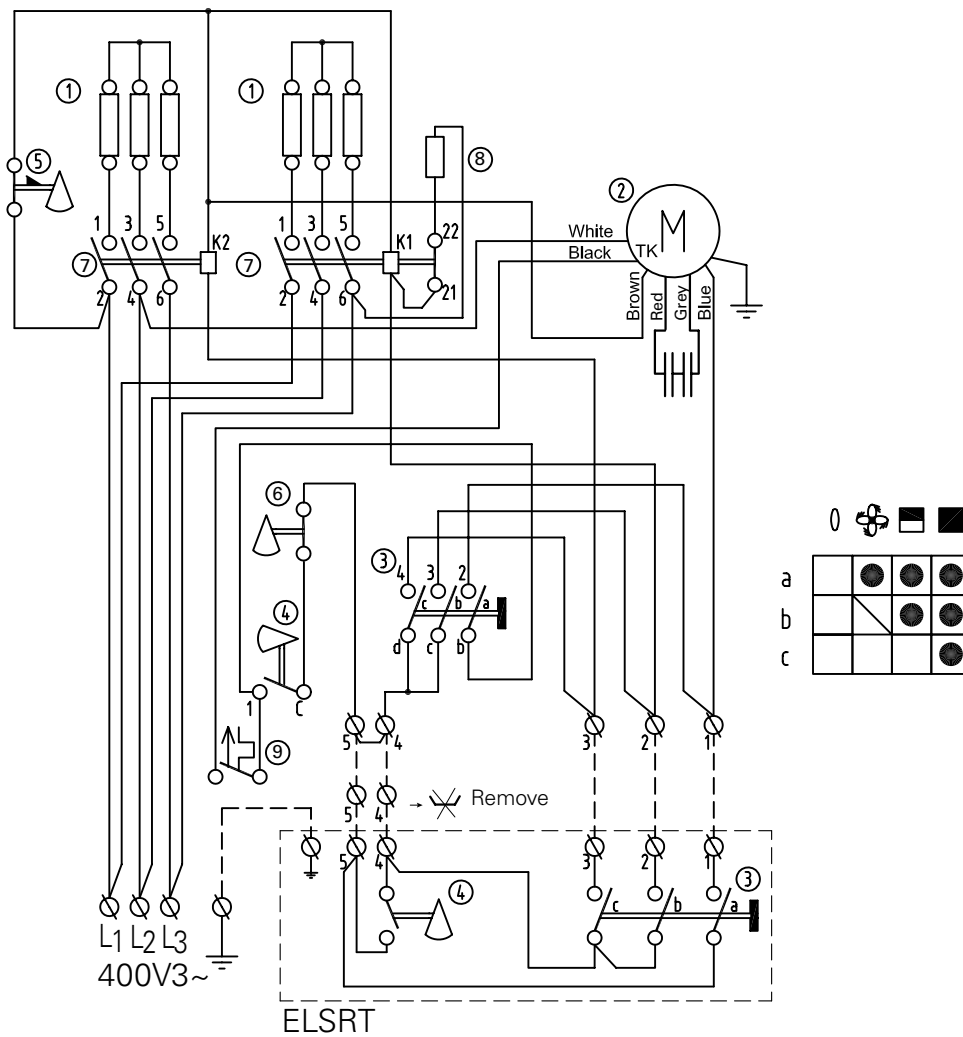 1 1
5 8
2
1 3 5 K2 1 3 5 K1 22
White
Black
TK
M
7 7
2 4 6 2 4 6 21
Brown Red Grey Blue
6
3
4 3 2
c b a
d c b
4
1 C
9
5 4 3 2 1
5 4
→ Remove
5 4 3 2 1
4
c b a
3
L1 L2 L3
400V3~
ELSRT
a
b
c